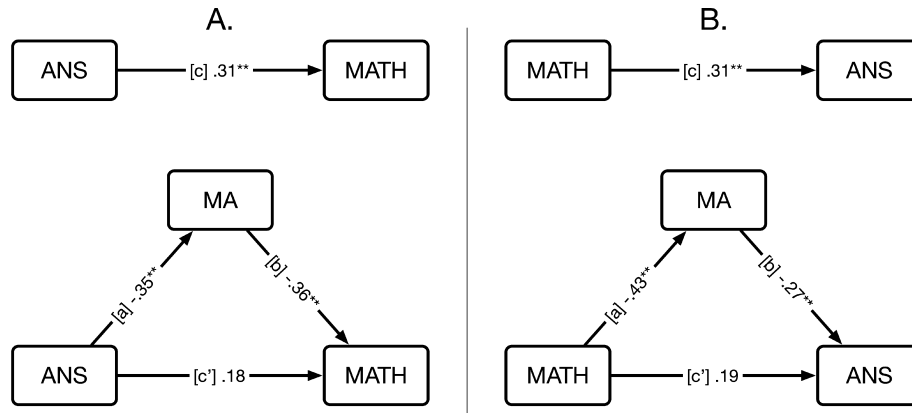 A.
ANS
[c] .31**
MATH
MA
[a] -.35**
[b] -.36**
ANS
[c’] .18
MATH
B.
MATH
[c] .31**
ANS
MA
[a] -.43**
[b] -.27**
MATH
[c’] .19
ANS